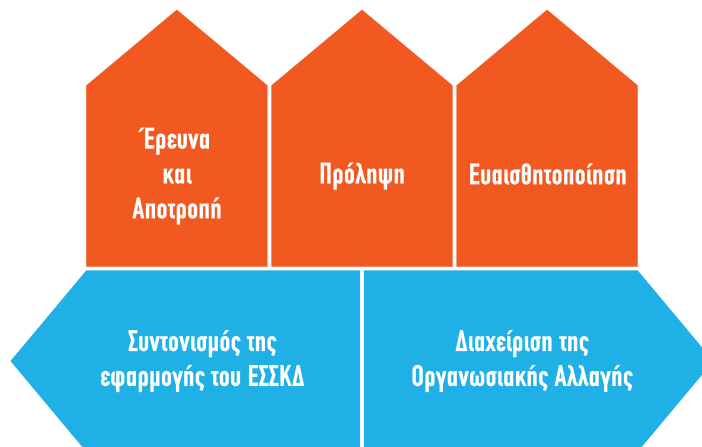 Έρευνα
και
Αποτροπή
Πρόληψη
Ευαισθητοποίηση
Συντονισμός της
εφαρμογής του ΕΣΣΚΔ
Διαχείριση της
Οργανωσιακής Αλλαγής